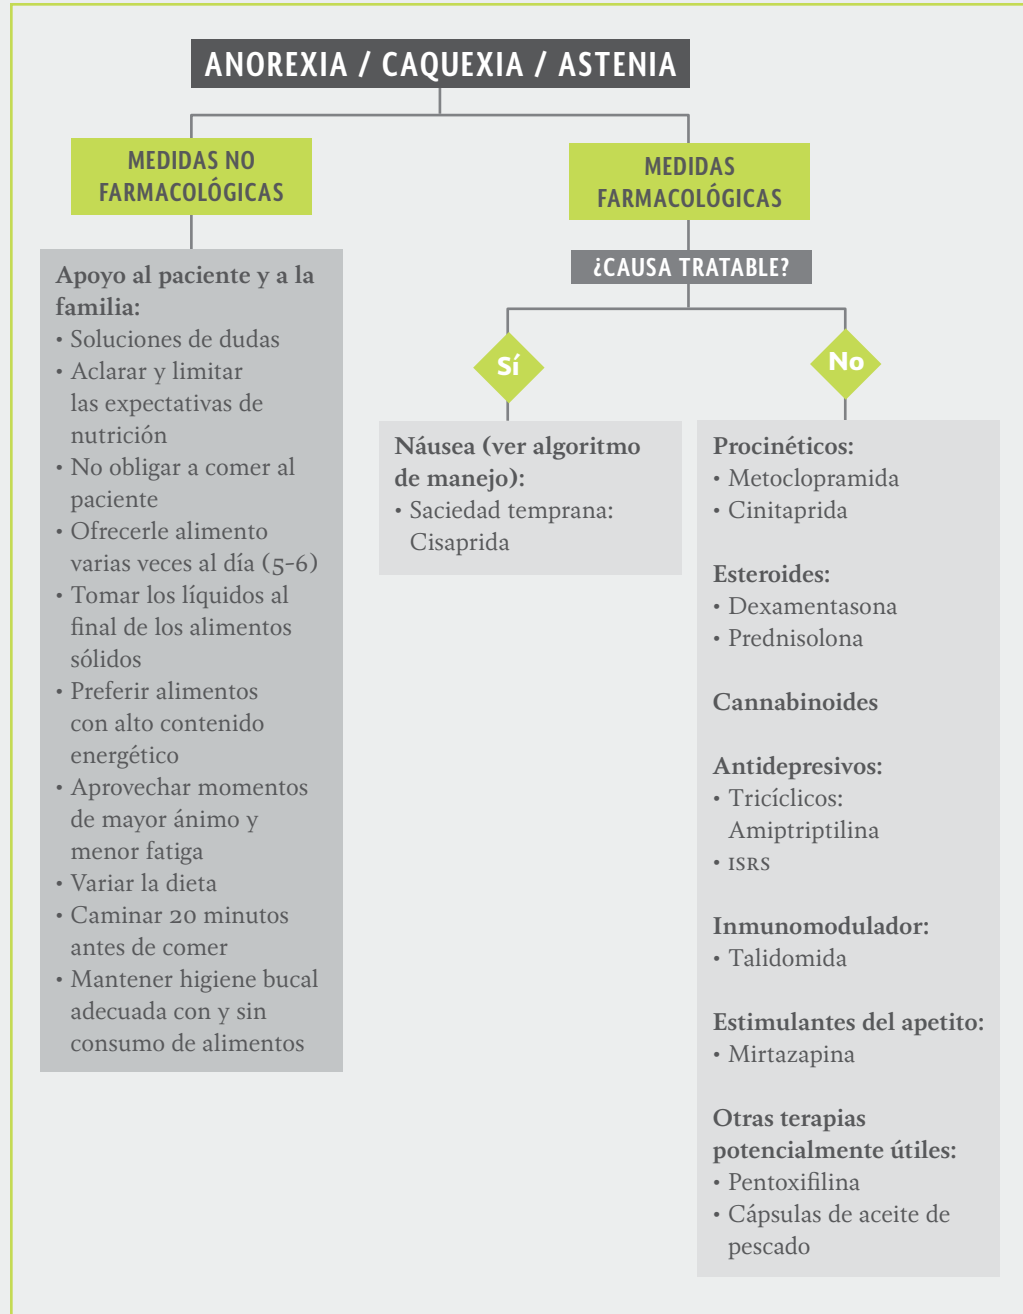 ANOREXIA / CAQUEXIA / ASTENIA
MEDIDAS NO
FARMACOLÓGICAS
Apoyo al paciente y a la
familia:
• Soluciones de dudas
• Aclarar y limitar
las expectativas de
nutrición
• No obligar a comer al
paciente
• Ofrecerle alimento
varias veces al día (5-6)
• Tomar los líquidos al
final de los alimentos
sólidos
• Preferir alimentos
con alto contenido
energético
• Aprovechar momentos
de mayor ánimo y
menor fatiga
• Variar la dieta
• Caminar 20 minutos
antes de comer
• Mantener higiene bucal
adecuada con y sin
consumo de alimentos
MEDIDAS
FARMACOLÓGICAS
¿CAUSA TRATABLE?
Sí
Náusea (ver algoritmo
de manejo):
• Saciedad temprana:
Cisaprida
No
Procinéticos:
• Metoclopramida
• Cinitaprida
Esteroides:
• Dexamentasona
• Prednisolona
Cannabinoides
Antidepresivos:
• Tricíclicos:
Amiptriptilina
• ISRS
Inmunomodulador:
• Talidomida
Estimulantes del apetito:
• Mirtazapina
Otras terapias
potencialmente útiles:
• Pentoxifilina
• Cápsulas de aceite de
pescado